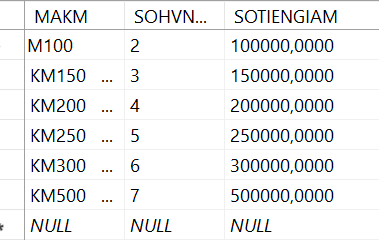 MAKM SOHVN... SOTIENGIAM
M100 2 100000,0000
KM150 ... 3 150000,0000
KM200 ... 4 200000,0000
KM250 ... 5 250000,0000
KM300 ... 6 300000,0000
KM500 ... 7 500000,0000
* NULL NULL NULL